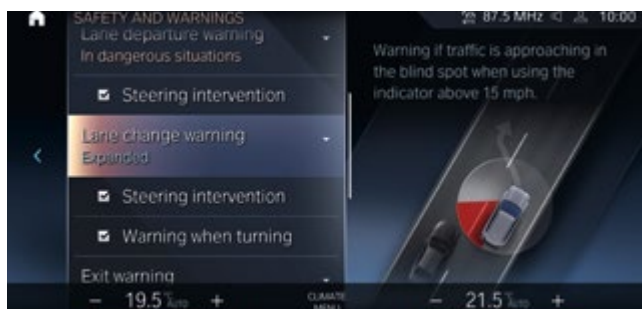 SAFETY AND WARNINGS
87.5 MHz 10:00
Lane departure warning
In dangerous situations
Steering intervention
Lane change warning
Expanded
Steering intervention
Warning when turning
Exit warning
Warning if traffic is approaching in
the blind spot when using the
indicator above 15 mph.
− 19.5 °C AUTO +
CLIMATE
MENU
− 21.5 °C AUTO +